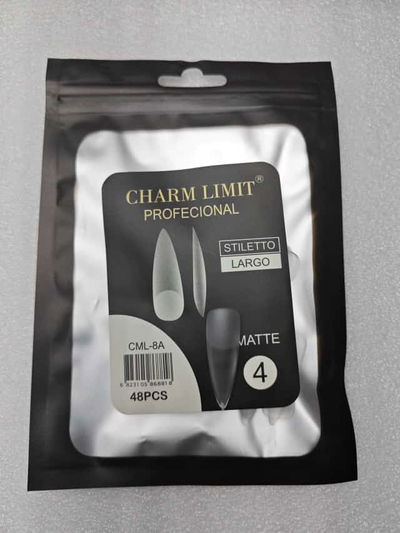 CHARM LIMIT®
PROFECIONAL
STILETTO
LARGO
MATTE
4
CML-8A
48PCS